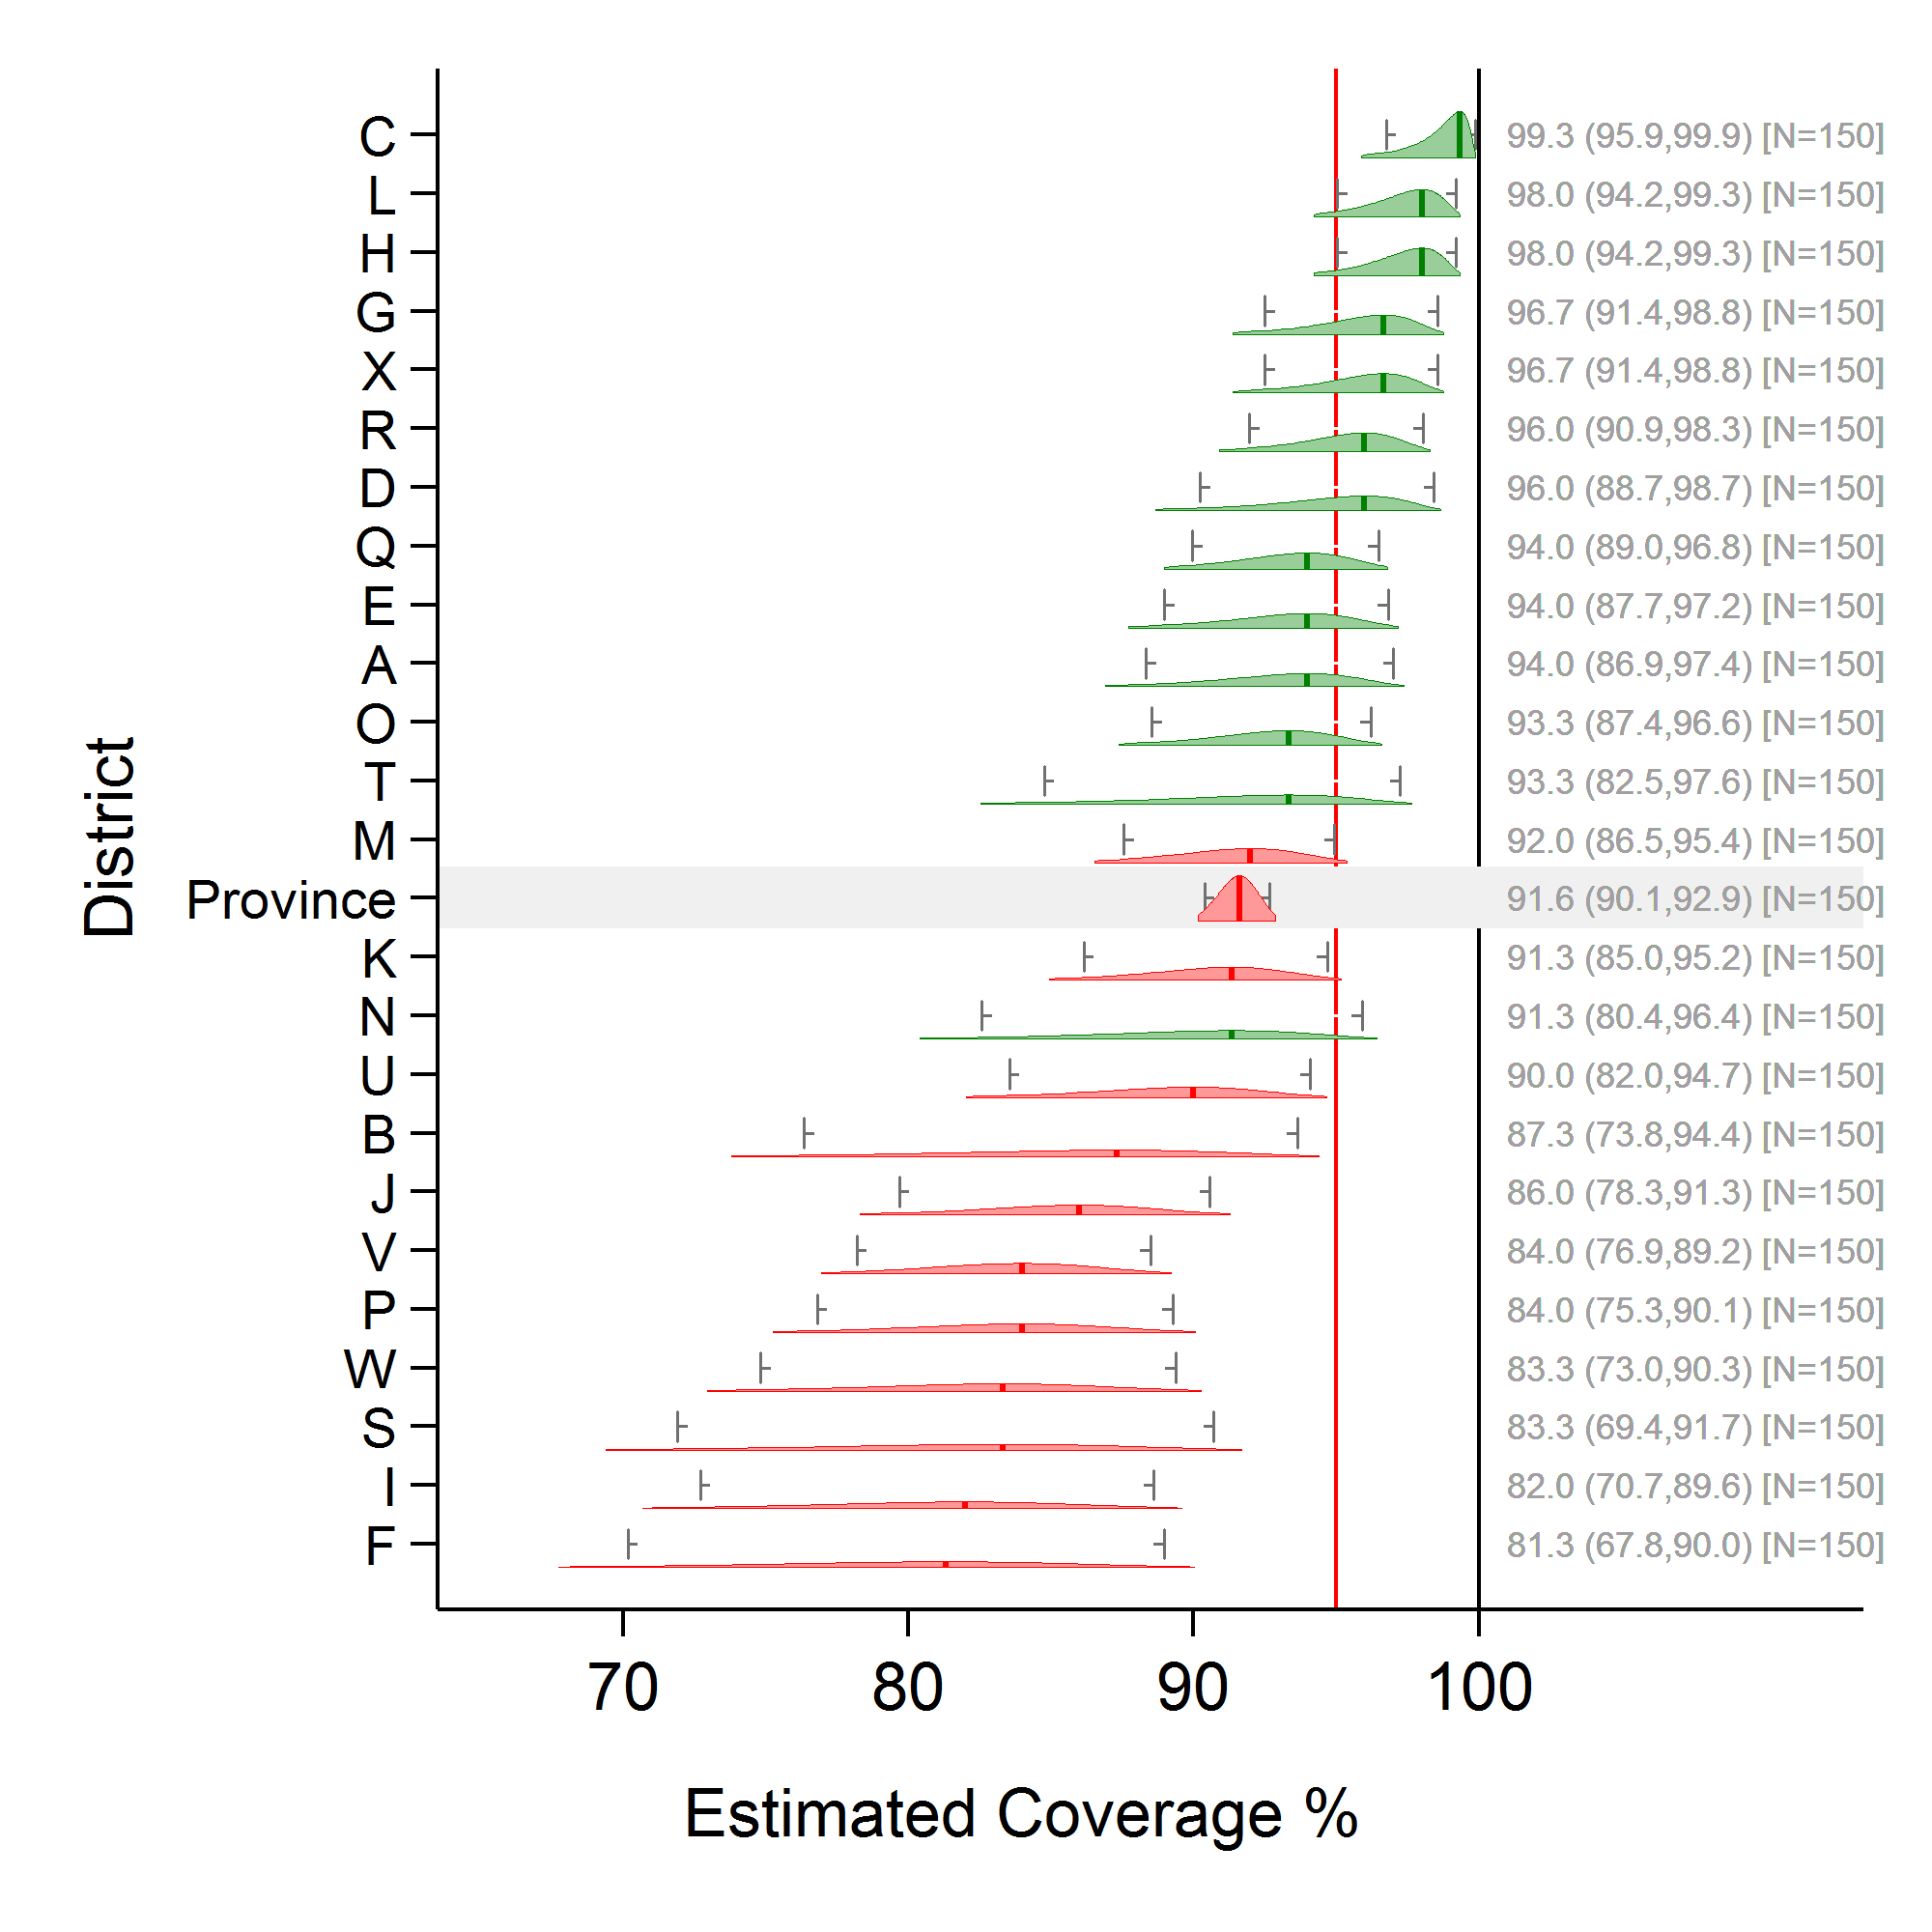 District
C 99.3 (95.9,99.9) [N=150]
L 98.0 (94.2,99.3) [N=150]
H 98.0 (94.2,99.3) [N=150]
G 96.7 (91.4,98.8) [N=150]
X 96.7 (91.4,98.8) [N=150]
R 96.0 (90.9,98.3) [N=150]
D 96.0 (88.7,98.7) [N=150]
Q 94.0 (89.0,96.8) [N=150]
E 94.0 (87.7,97.2) [N=150]
A 94.0 (86.9,97.4) [N=150]
O 93.3 (87.4,96.6) [N=150]
T 93.3 (82.5,97.6) [N=150]
M 92.0 (86.5,95.4) [N=150]
Province 91.6 (90.1,92.9) [N=150]
K 91.3 (85.0,95.2) [N=150]
N 91.3 (80.4,96.4) [N=150]
U 90.0 (82.0,94.7) [N=150]
B 87.3 (73.8,94.4) [N=150]
J 86.0 (78.3,91.3) [N=150]
V 84.0 (76.9,89.2) [N=150]
P 84.0 (75.3,90.1) [N=150]
W 83.3 (73.0,90.3) [N=150]
S 83.3 (69.4,91.7) [N=150]
I 82.0 (70.7,89.6) [N=150]
F 81.3 (67.8,90.0) [N=150]
70 80 90 100
Estimated Coverage %